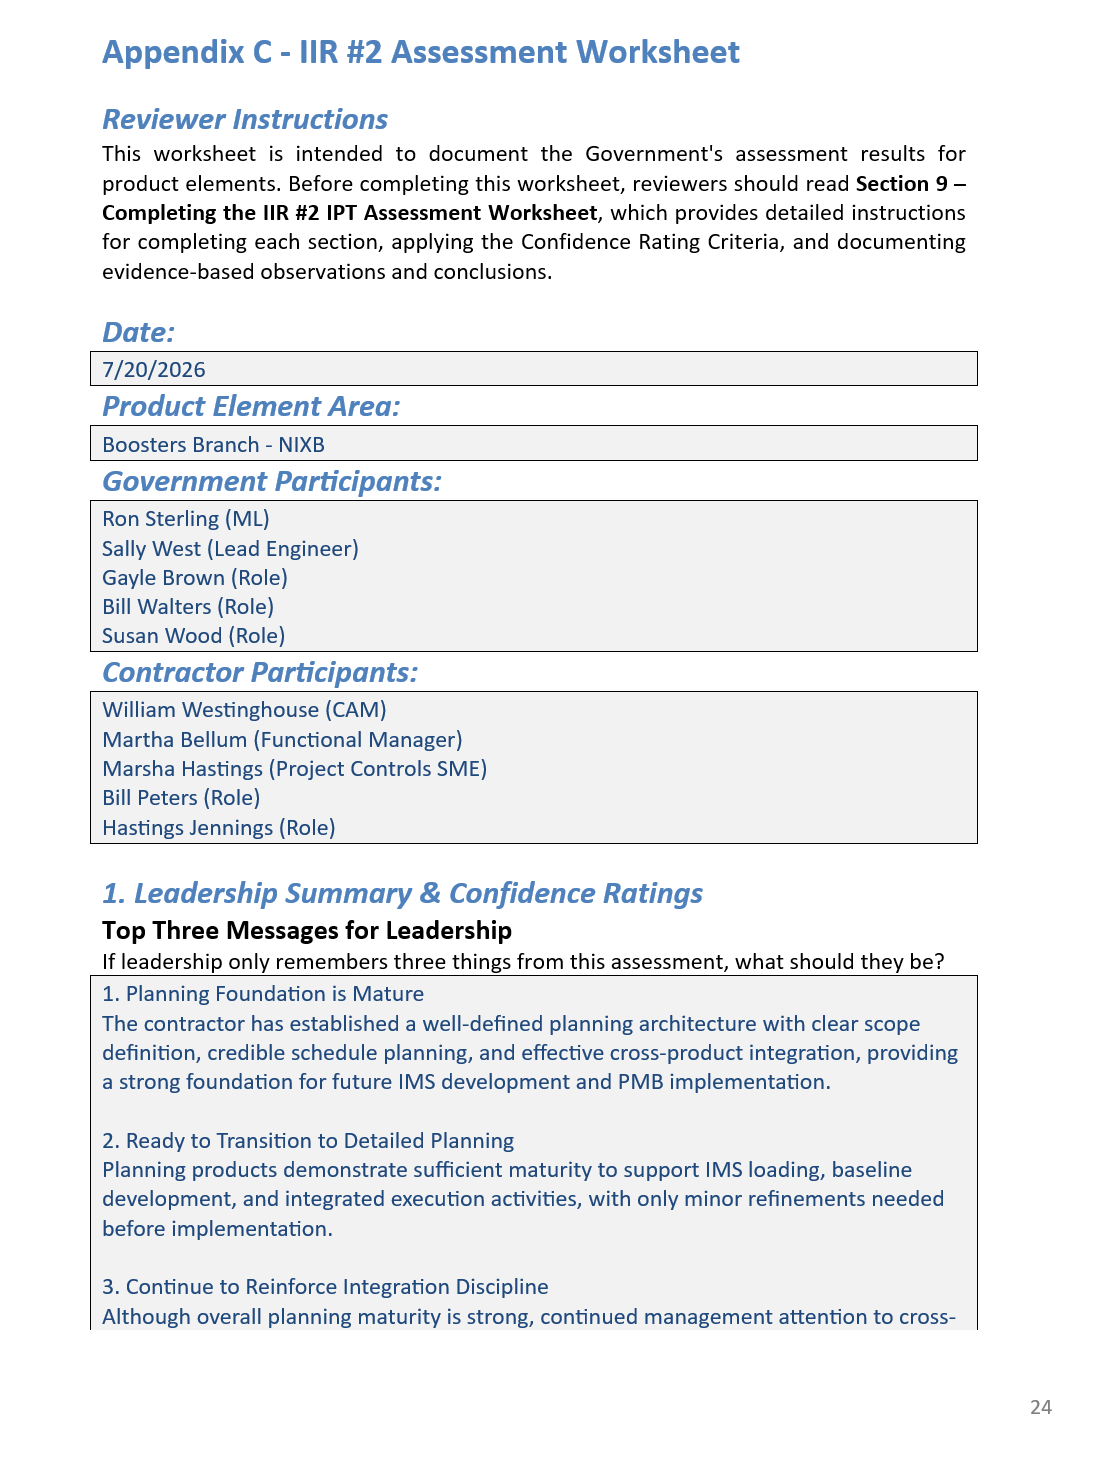 Appendix C - IIR #2 Assessment Worksheet
Reviewer Instructions
This worksheet is intended to document the Government's assessment results for
product elements. Before completing this worksheet, reviewers should read Section 9 –
Completing the IIR #2 IPT Assessment Worksheet, which provides detailed instructions
for completing each section, applying the Confidence Rating Criteria, and documenting
evidence-based observations and conclusions.
Date:
7/20/2026
Product Element Area:
Boosters Branch - NIXB
Government Participants:
Ron Sterling (ML)
Sally West (Lead Engineer)
Gayle Brown (Role)
Bill Walters (Role)
Susan Wood (Role)
Contractor Participants:
William Westinghouse (CAM)
Martha Bellum (Functional Manager)
Marsha Hastings (Project Controls SME)
Bill Peters (Role)
Hastings Jennings (Role)
1. Leadership Summary & Confidence Ratings
Top Three Messages for Leadership
If leadership only remembers three things from this assessment, what should they be?
1. Planning Foundation is Mature
The contractor has established a well-defined planning architecture with clear scope
definition, credible schedule planning, and effective cross-product integration, providing
a strong foundation for future IMS development and PMB implementation.
2. Ready to Transition to Detailed Planning
Planning products demonstrate sufficient maturity to support IMS loading, baseline
development, and integrated execution activities, with only minor refinements needed
before implementation.
3. Continue to Reinforce Integration Discipline
Although overall planning maturity is strong, continued management attention to cross-
24